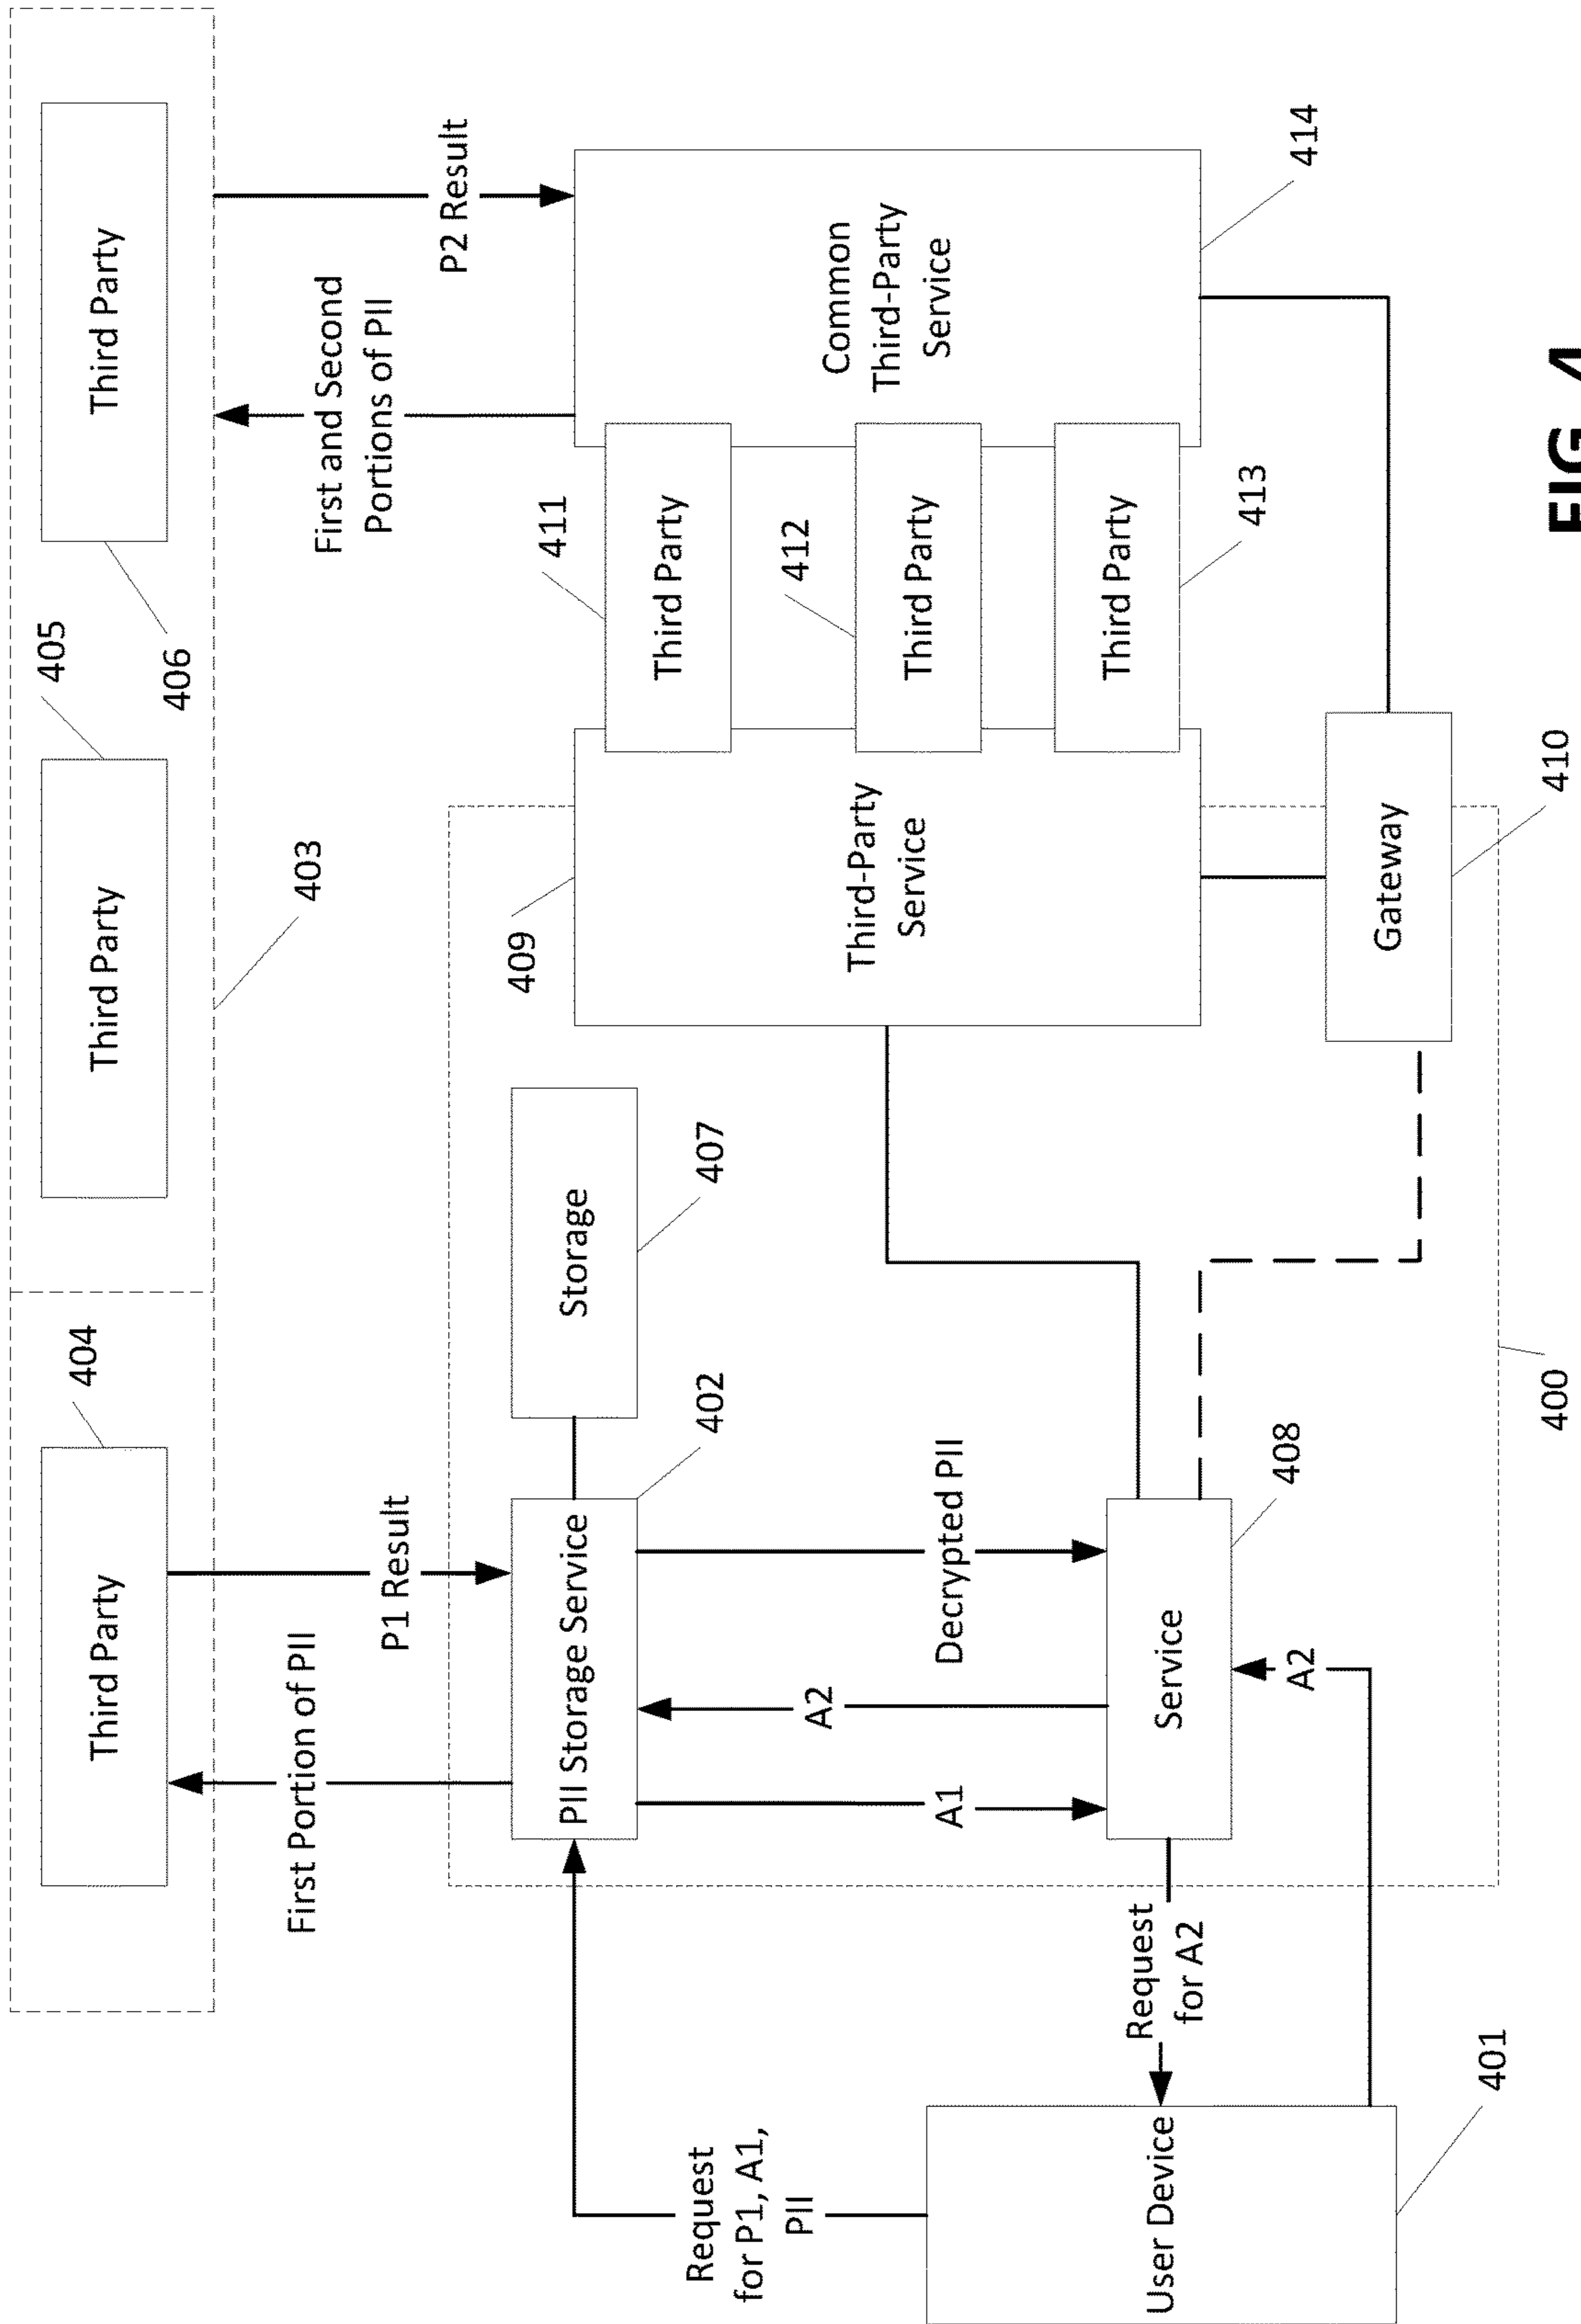 404
405
Third Party
Third Party
Third Party
406
First Portion of PII
403
First and Second
Portions of PII
P1 Result
P2 Result
409
411
PII Storage Service
Storage
Third Party
Request
for P1, A1,
PII
402
407
412
A2
A1
Decrypted PII
Third-Party
Service
Third Party
Common
Third-Party
Service
User Device
Request
for A2
Service
Third Party
413
A2
408
414
Gateway
401
400
410
FIG. 4